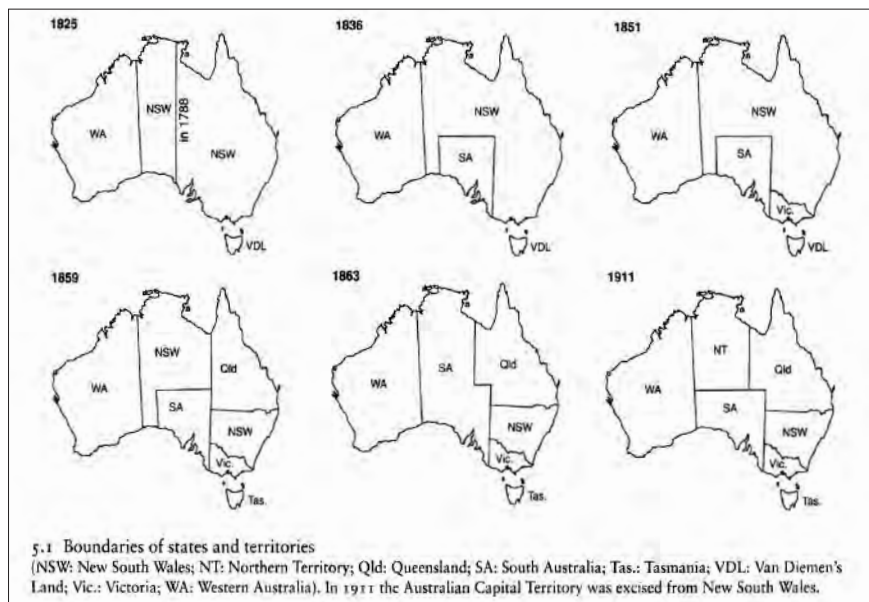 1825
1836
1851
WA
NSW
in 1788
NSW
VDL
WA
NSW
SA
VDL
WA
NSW
SA
Vic.
VDL
1859
1863
1911
WA
NSW
Qld
SA
NSW
Vic.
Tas.
WA
SA
Qld
NSW
Vic.
Tas.
WA
NT
Qld
SA
NSW
Vic.
Tas.
5.1 Boundaries of states and territories
(NSW: New South Wales; NT: Northern Territory; Qld: Queensland; SA: South Australia; Tas.: Tasmania; VDL: Van Diemen's
Land; Vic.: Victoria; WA: Western Australia). In 1911 the Australian Capital Territory was excised from New South Wales.